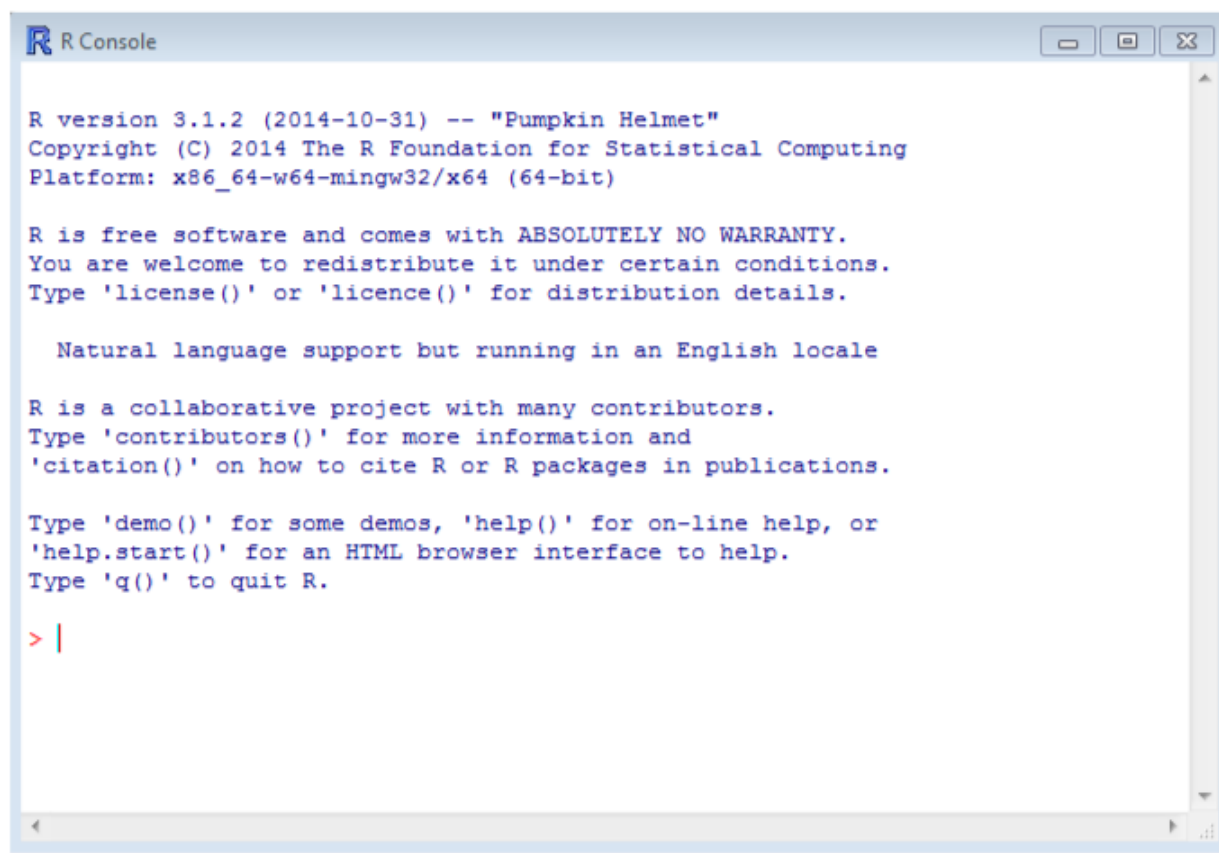 R Console
R version 3.1.2 (2014-10-31) -- "Pumpkin Helmet"
Copyright (C) 2014 The R Foundation for Statistical Computing
Platform: x86_64-w64-mingw32/x64 (64-bit)
R is free software and comes with ABSOLUTELY NO WARRANTY.
You are welcome to redistribute it under certain conditions.
Type 'license()' or 'licence()' for distribution details.
Natural language support but running in an English locale
R is a collaborative project with many contributors.
Type 'contributors()' for more information and
'citation()' on how to cite R or R packages in publications.
Type 'demo()' for some demos, 'help()' for on-line help, or
'help.start()' for an HTML browser interface to help.
Type 'q()' to quit R.
>